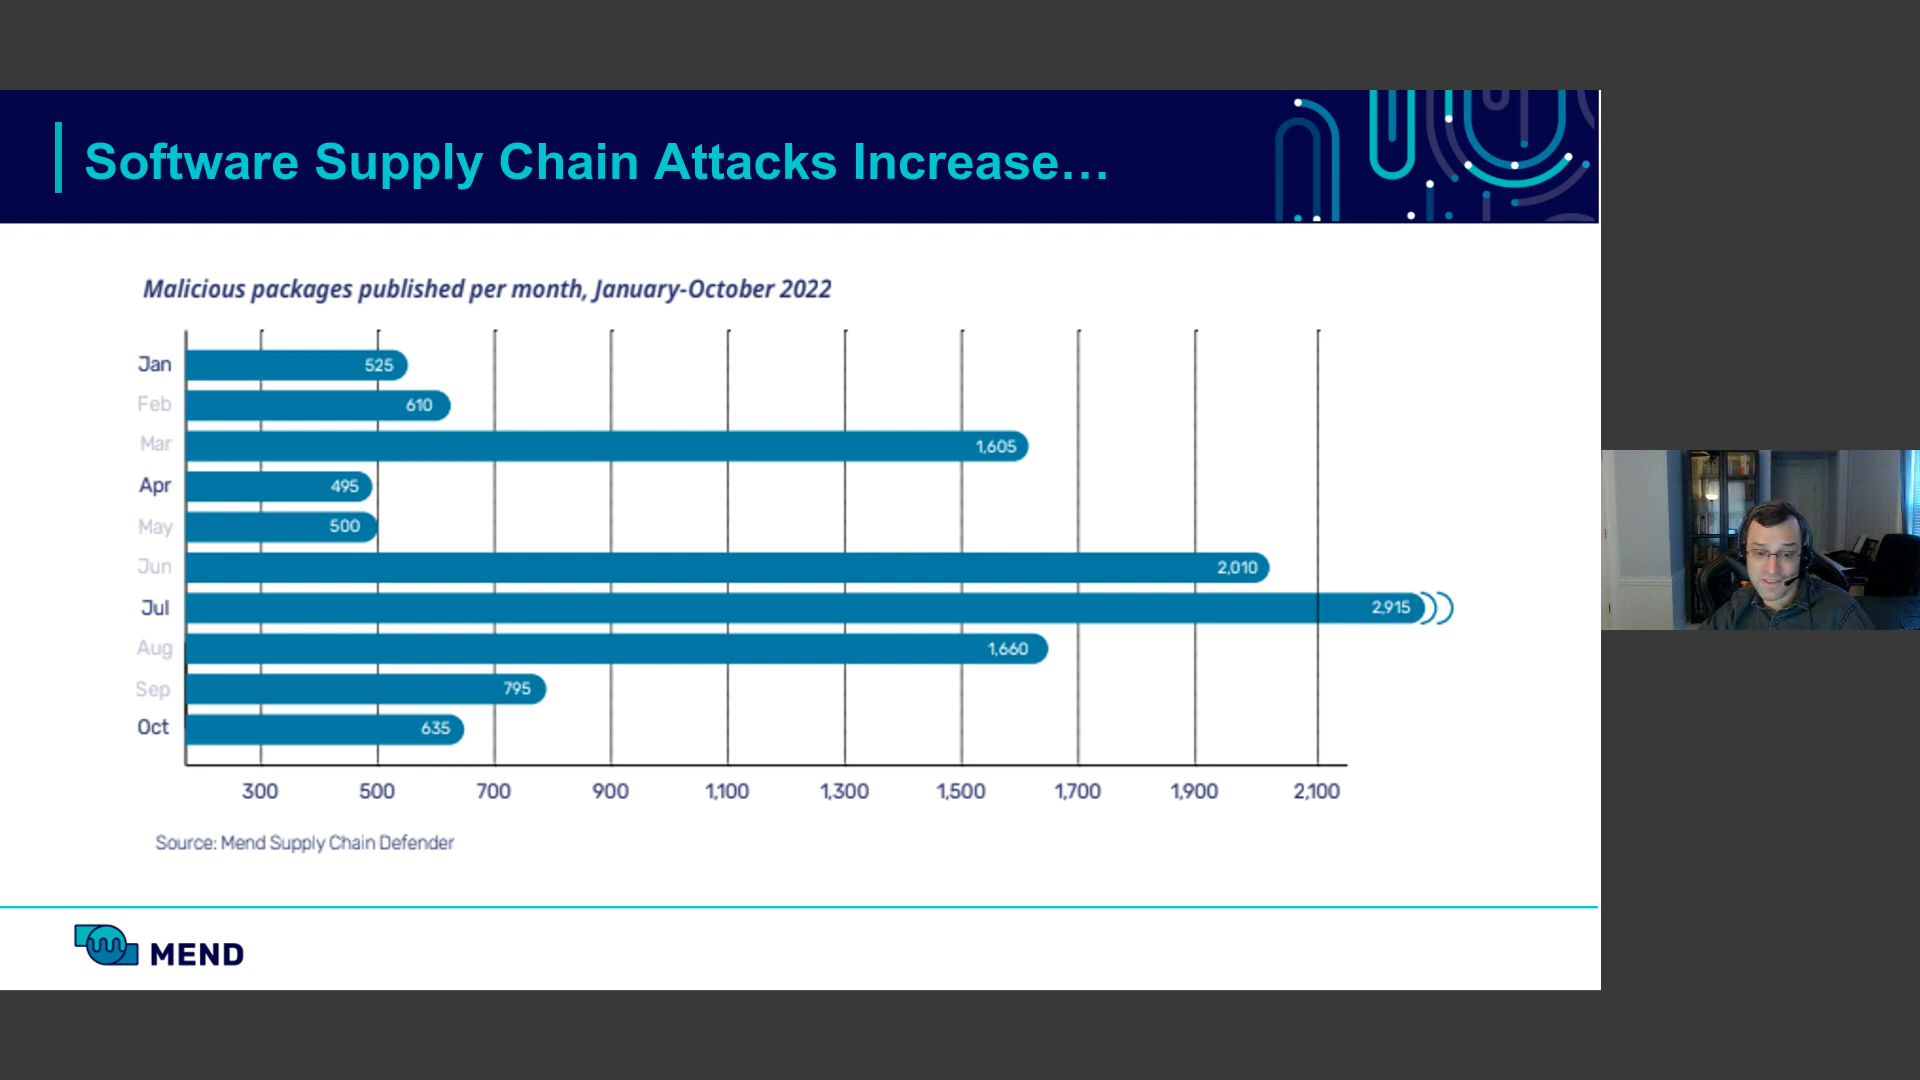 Software Supply Chain Attacks Increase…
Malicious packages published per month, January-October 2022
Jan 525
Feb 610
Mar 1,605
Apr 495
May 500
Jun 2,010
Jul 2,915
Aug 1,660
Sep 795
Oct 635
300 500 700 900 1,100 1,300 1,500 1,700 1,900 2,100
Source: Mend Supply Chain Defender
MEND